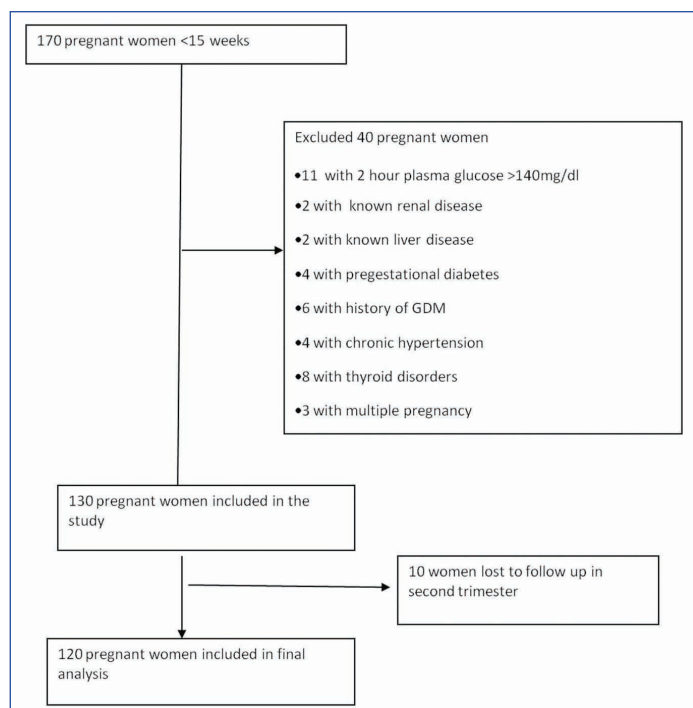 170 pregnant women <15 weeks
Excluded 40 pregnant women
•11 with 2 hour plasma glucose >140mg/dl
•2 with known renal disease
•2 with known liver disease
•4 with pregestational diabetes
•6 with history of GDM
•4 with chronic hypertension
•8 with thyroid disorders
•3 with multiple pregnancy
130 pregnant women included in the
study
10 women lost to follow up in
second trimester
120 pregnant women included in final
analysis